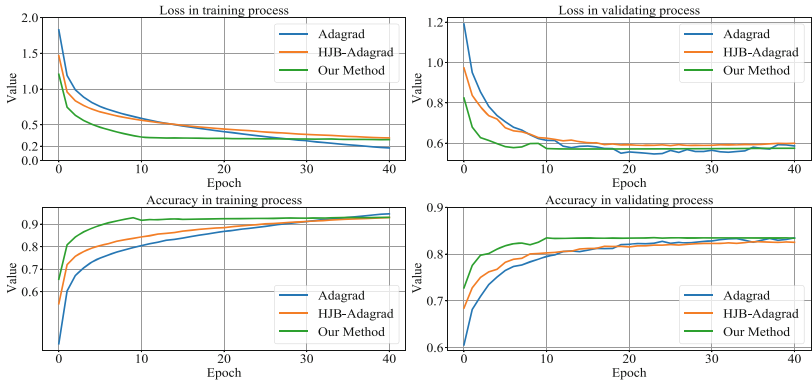 Loss in training process
2.0
1.5
1.0
0.5
0.2
0.0
Value
0 10 20 30 40
Epoch
Adagrad
HJB-Adagrad
Our Method
Loss in validating process
1.2
1.0
0.8
0.6
Value
0 10 20 30 40
Epoch
Adagrad
HJB-Adagrad
Our Method
Accuracy in training process
0.9
0.8
0.7
0.6
Value
0 10 20 30 40
Epoch
Adagrad
HJB-Adagrad
Our Method
Accuracy in validating process
0.9
0.8
0.7
0.6
Value
0 10 20 30 40
Epoch
Adagrad
HJB-Adagrad
Our Method